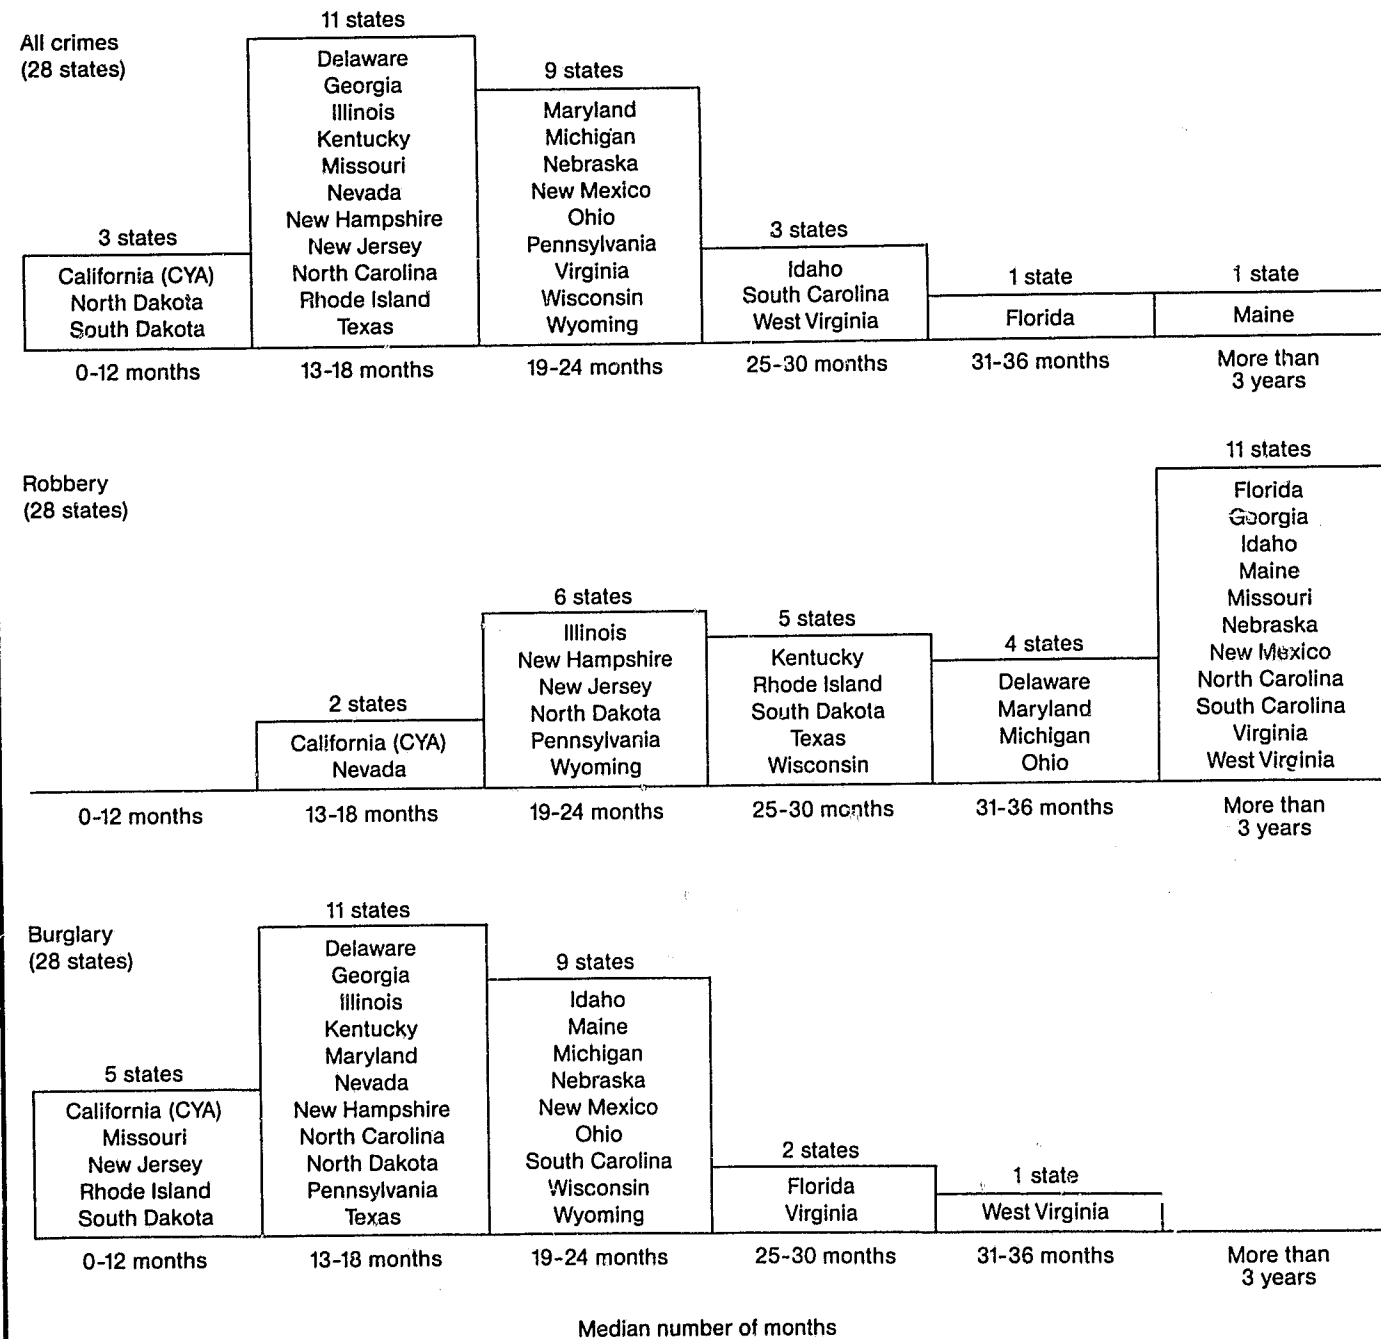 All crimes
(28 states)
3 states
California (CYA)
North Dakota
South Dakota
0-12 months
11 states
Delaware
Georgia
Illinois
Kentucky
Missouri
Nevada
New Hampshire
New Jersey
North Carolina
Rhode Island
Texas
13-18 months
9 states
Maryland
Michigan
Nebraska
New Mexico
Ohio
Pennsylvania
Virginia
Wisconsin
Wyoming
19-24 months
3 states
Idaho
South Carolina
West Virginia
25-30 months
1 state
Florida
31-36 months
1 state
Maine
More than
3 years
Robbery
(28 states)
0-12 months
2 states
California (CYA)
Nevada
13-18 months
6 states
Illinois
New Hampshire
New Jersey
North Dakota
Pennsylvania
Wyoming
19-24 months
5 states
Kentucky
Rhode Island
South Dakota
Texas
Wisconsin
25-30 months
4 states
Delaware
Maryland
Michigan
Ohio
31-36 months
11 states
Florida
Georgia
Idaho
Maine
Missouri
Nebraska
New Mexico
North Carolina
South Carolina
Virginia
West Virginia
More than
3 years
Burglary
(28 states)
5 states
California (CYA)
Missouri
New Jersey
Rhode Island
South Dakota
0-12 months
11 states
Delaware
Georgia
Illinois
Kentucky
Maryland
Nevada
New Hampshire
North Carolina
North Dakota
Pennsylvania
Texas
13-18 months
9 states
Idaho
Maine
Michigan
Nebraska
New Mexico
Ohio
South Carolina
Wisconsin
Wyoming
19-24 months
2 states
Florida
Virginia
25-30 months
1 state
West Virginia
31-36 months
More than
3 years
Median number of months